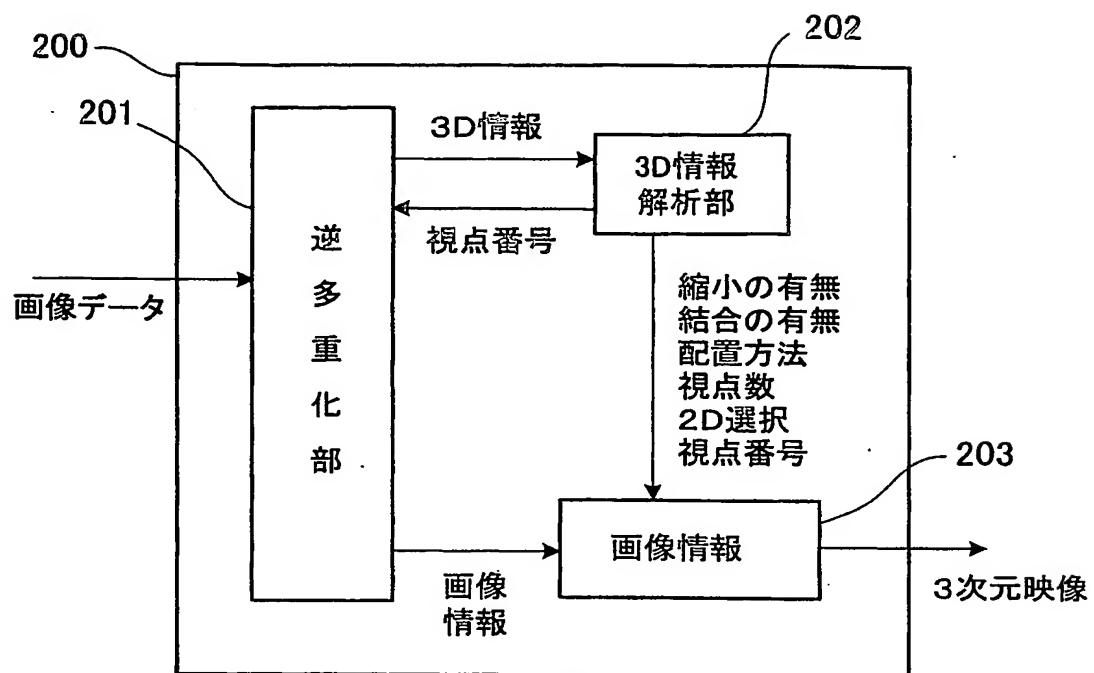 200
202
201
3D情報
3D情報
解析部
視点番号
逆多重化部
画像データ
縮小の有無
結合の有無
配置方法
視点数
2D選択
視点番号
203
画像情報
画像
情報
3次元映像